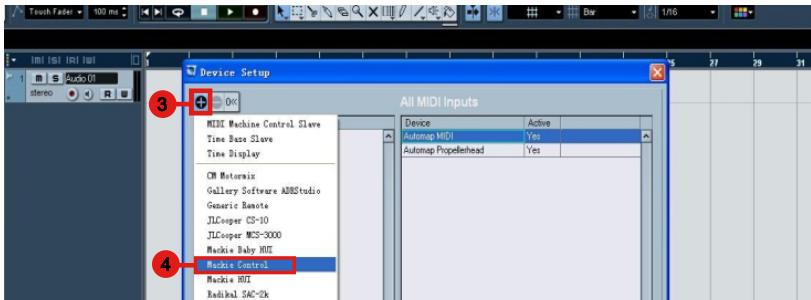 Touch Fader 100 ms Bar 1/16
25 27 29 31
1 m S Audio 01
stereo R W
Device Setup
3
All MIDI Inputs
Device Active
Automap MIDI Yes
Automap Propellerhead Yes
MIDI Machine Control Slave
Time Base Slave
Time Display
CM Motormix
Gallery Software ADRStudio
Generic Remote
JLCooper CS-10
JLCooper MCS-3000
Mackie Baby HUI
4
Mackie Control
Mackie HUI
Radikal SAC-2k